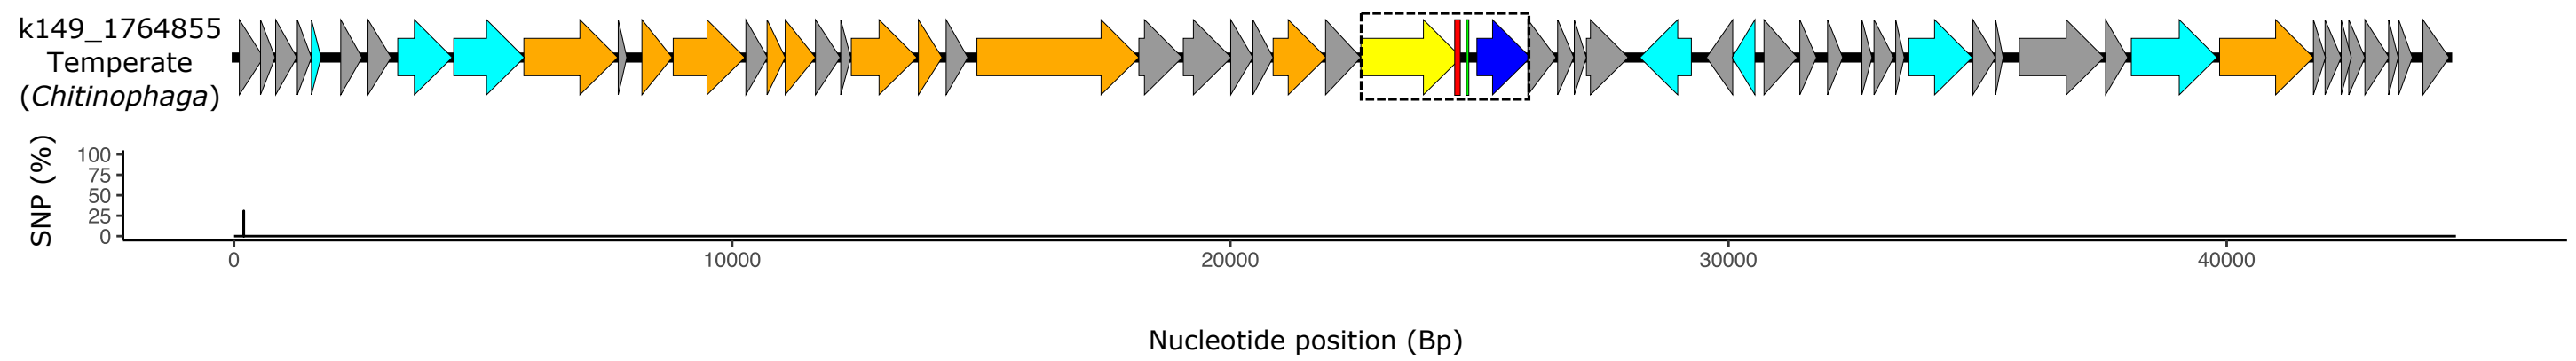 k149_1764855
Temperate
(Chitinophaga)
SNP (%)
100
75
50
25
0
0 10000 20000 30000 40000
Nucleotide position (Bp)